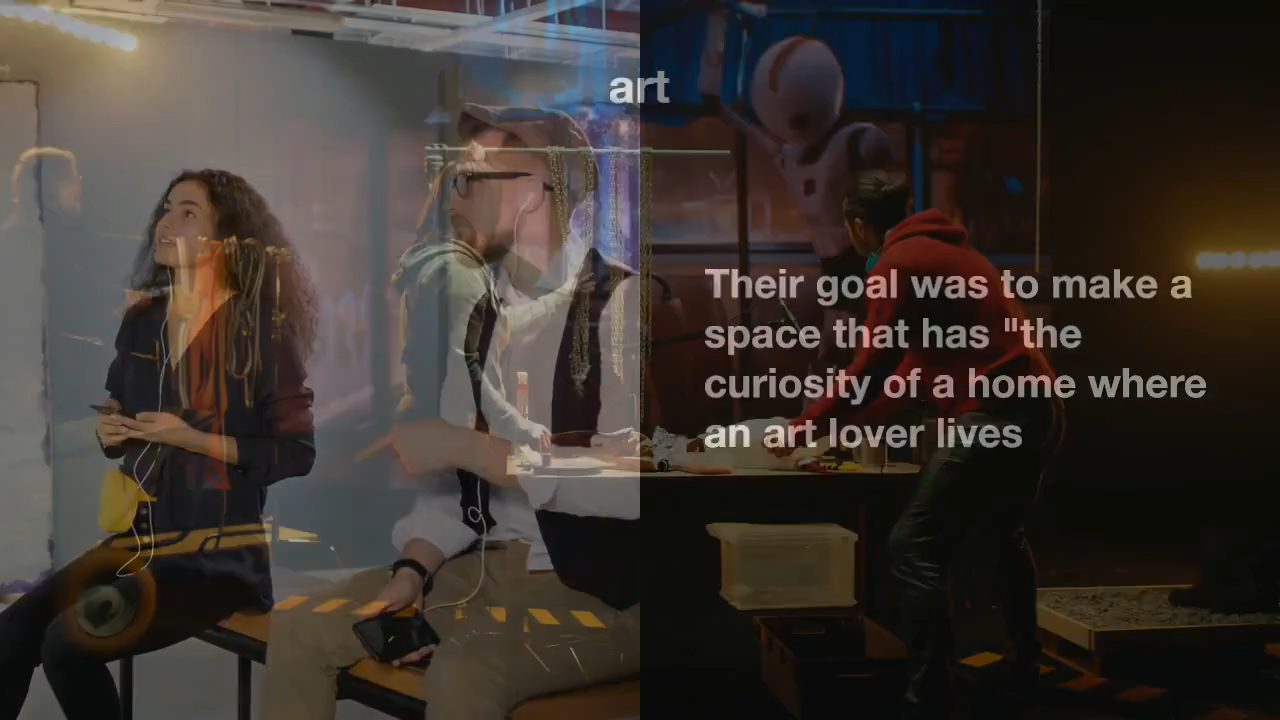 art
Their goal was to make a
space that has "the
curiosity of a home where
an art lover lives